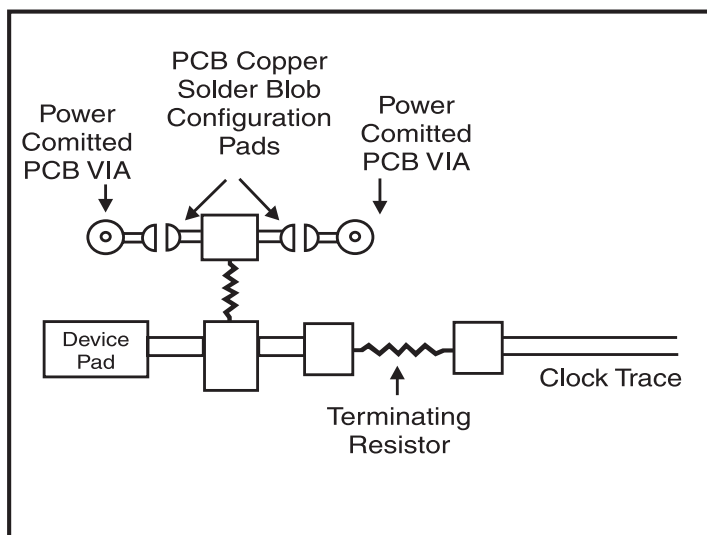 PCB Copper
Solder Blob
Configuration
Pads
Power
Comitted
PCB VIA
Power
Comitted
PCB VIA
Device
Pad
Clock Trace
Terminating
Resistor